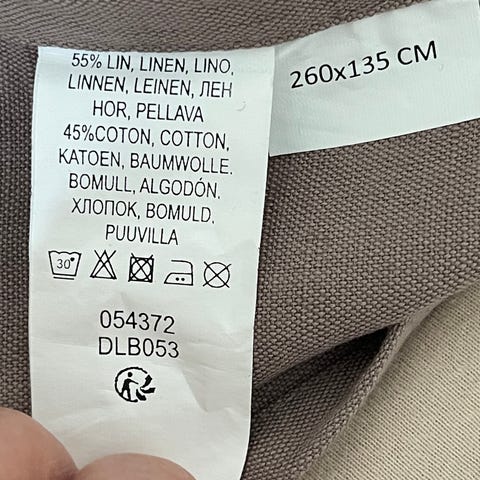 55% LIN, LINEN, LINO,
LINNEN, LEINEN, ЛЕН
HOR, PELLAVA
45%COTON, COTTON,
KATOEN, BAUMWOLLE.
BOMULL, ALGODÓN.
ХЛОПОК, BOMULD,
PUUVILLA
30°
054372
DLB053
260x135 CM